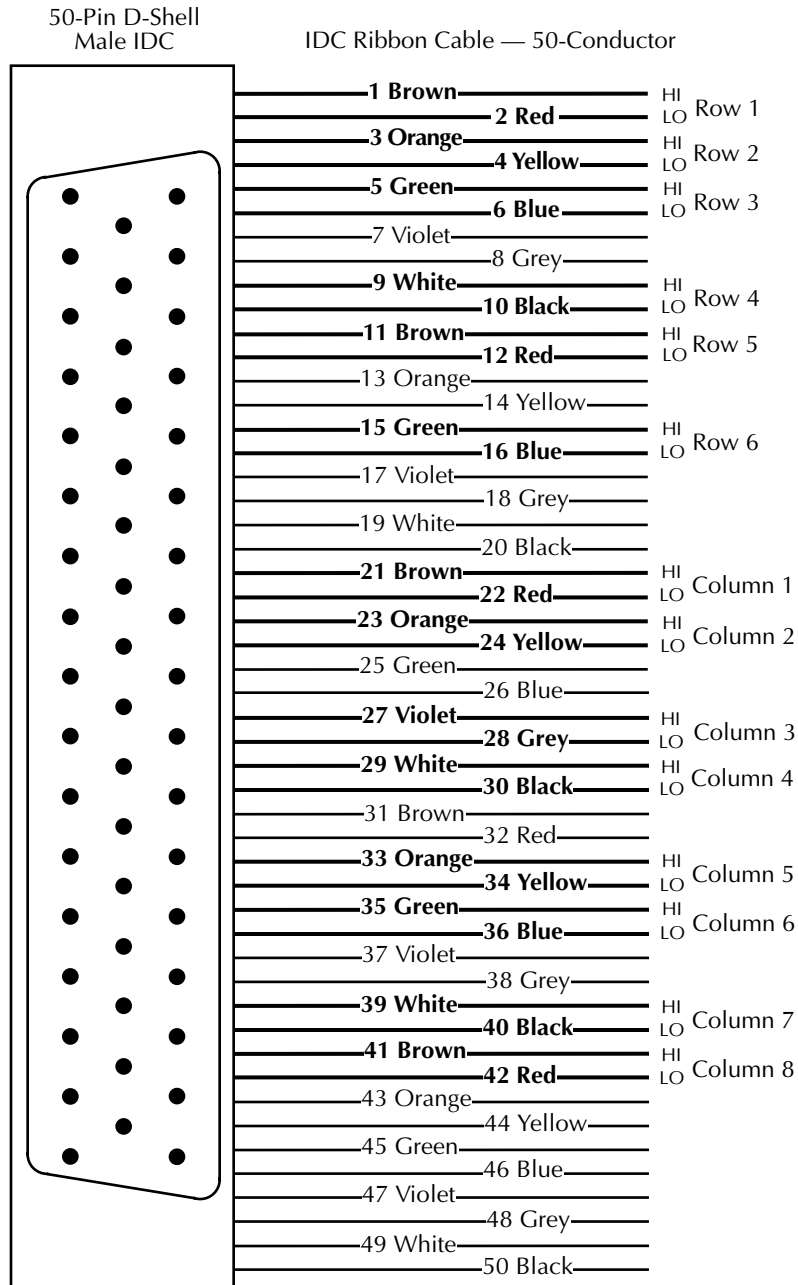 50-Pin D-Shell
Male IDC
IDC Ribbon Cable — 50-Conductor
1 Brown HI
2 Red LO Row 1
3 Orange HI
4 Yellow LO Row 2
5 Green HI
6 Blue LO Row 3
7 Violet
8 Grey
9 White HI
10 Black LO Row 4
11 Brown HI
12 Red LO Row 5
13 Orange
14 Yellow
15 Green HI
16 Blue LO Row 6
17 Violet
18 Grey
19 White
20 Black
21 Brown HI
22 Red LO Column 1
23 Orange HI
24 Yellow LO Column 2
25 Green
26 Blue
27 Violet HI
28 Grey LO Column 3
29 White HI
30 Black LO Column 4
31 Brown
32 Red
33 Orange HI
34 Yellow LO Column 5
35 Green HI
36 Blue LO Column 6
37 Violet
38 Grey
39 White HI
40 Black LO Column 7
41 Brown HI
42 Red LO Column 8
43 Orange
44 Yellow
45 Green
46 Blue
47 Violet
48 Grey
49 White
50 Black